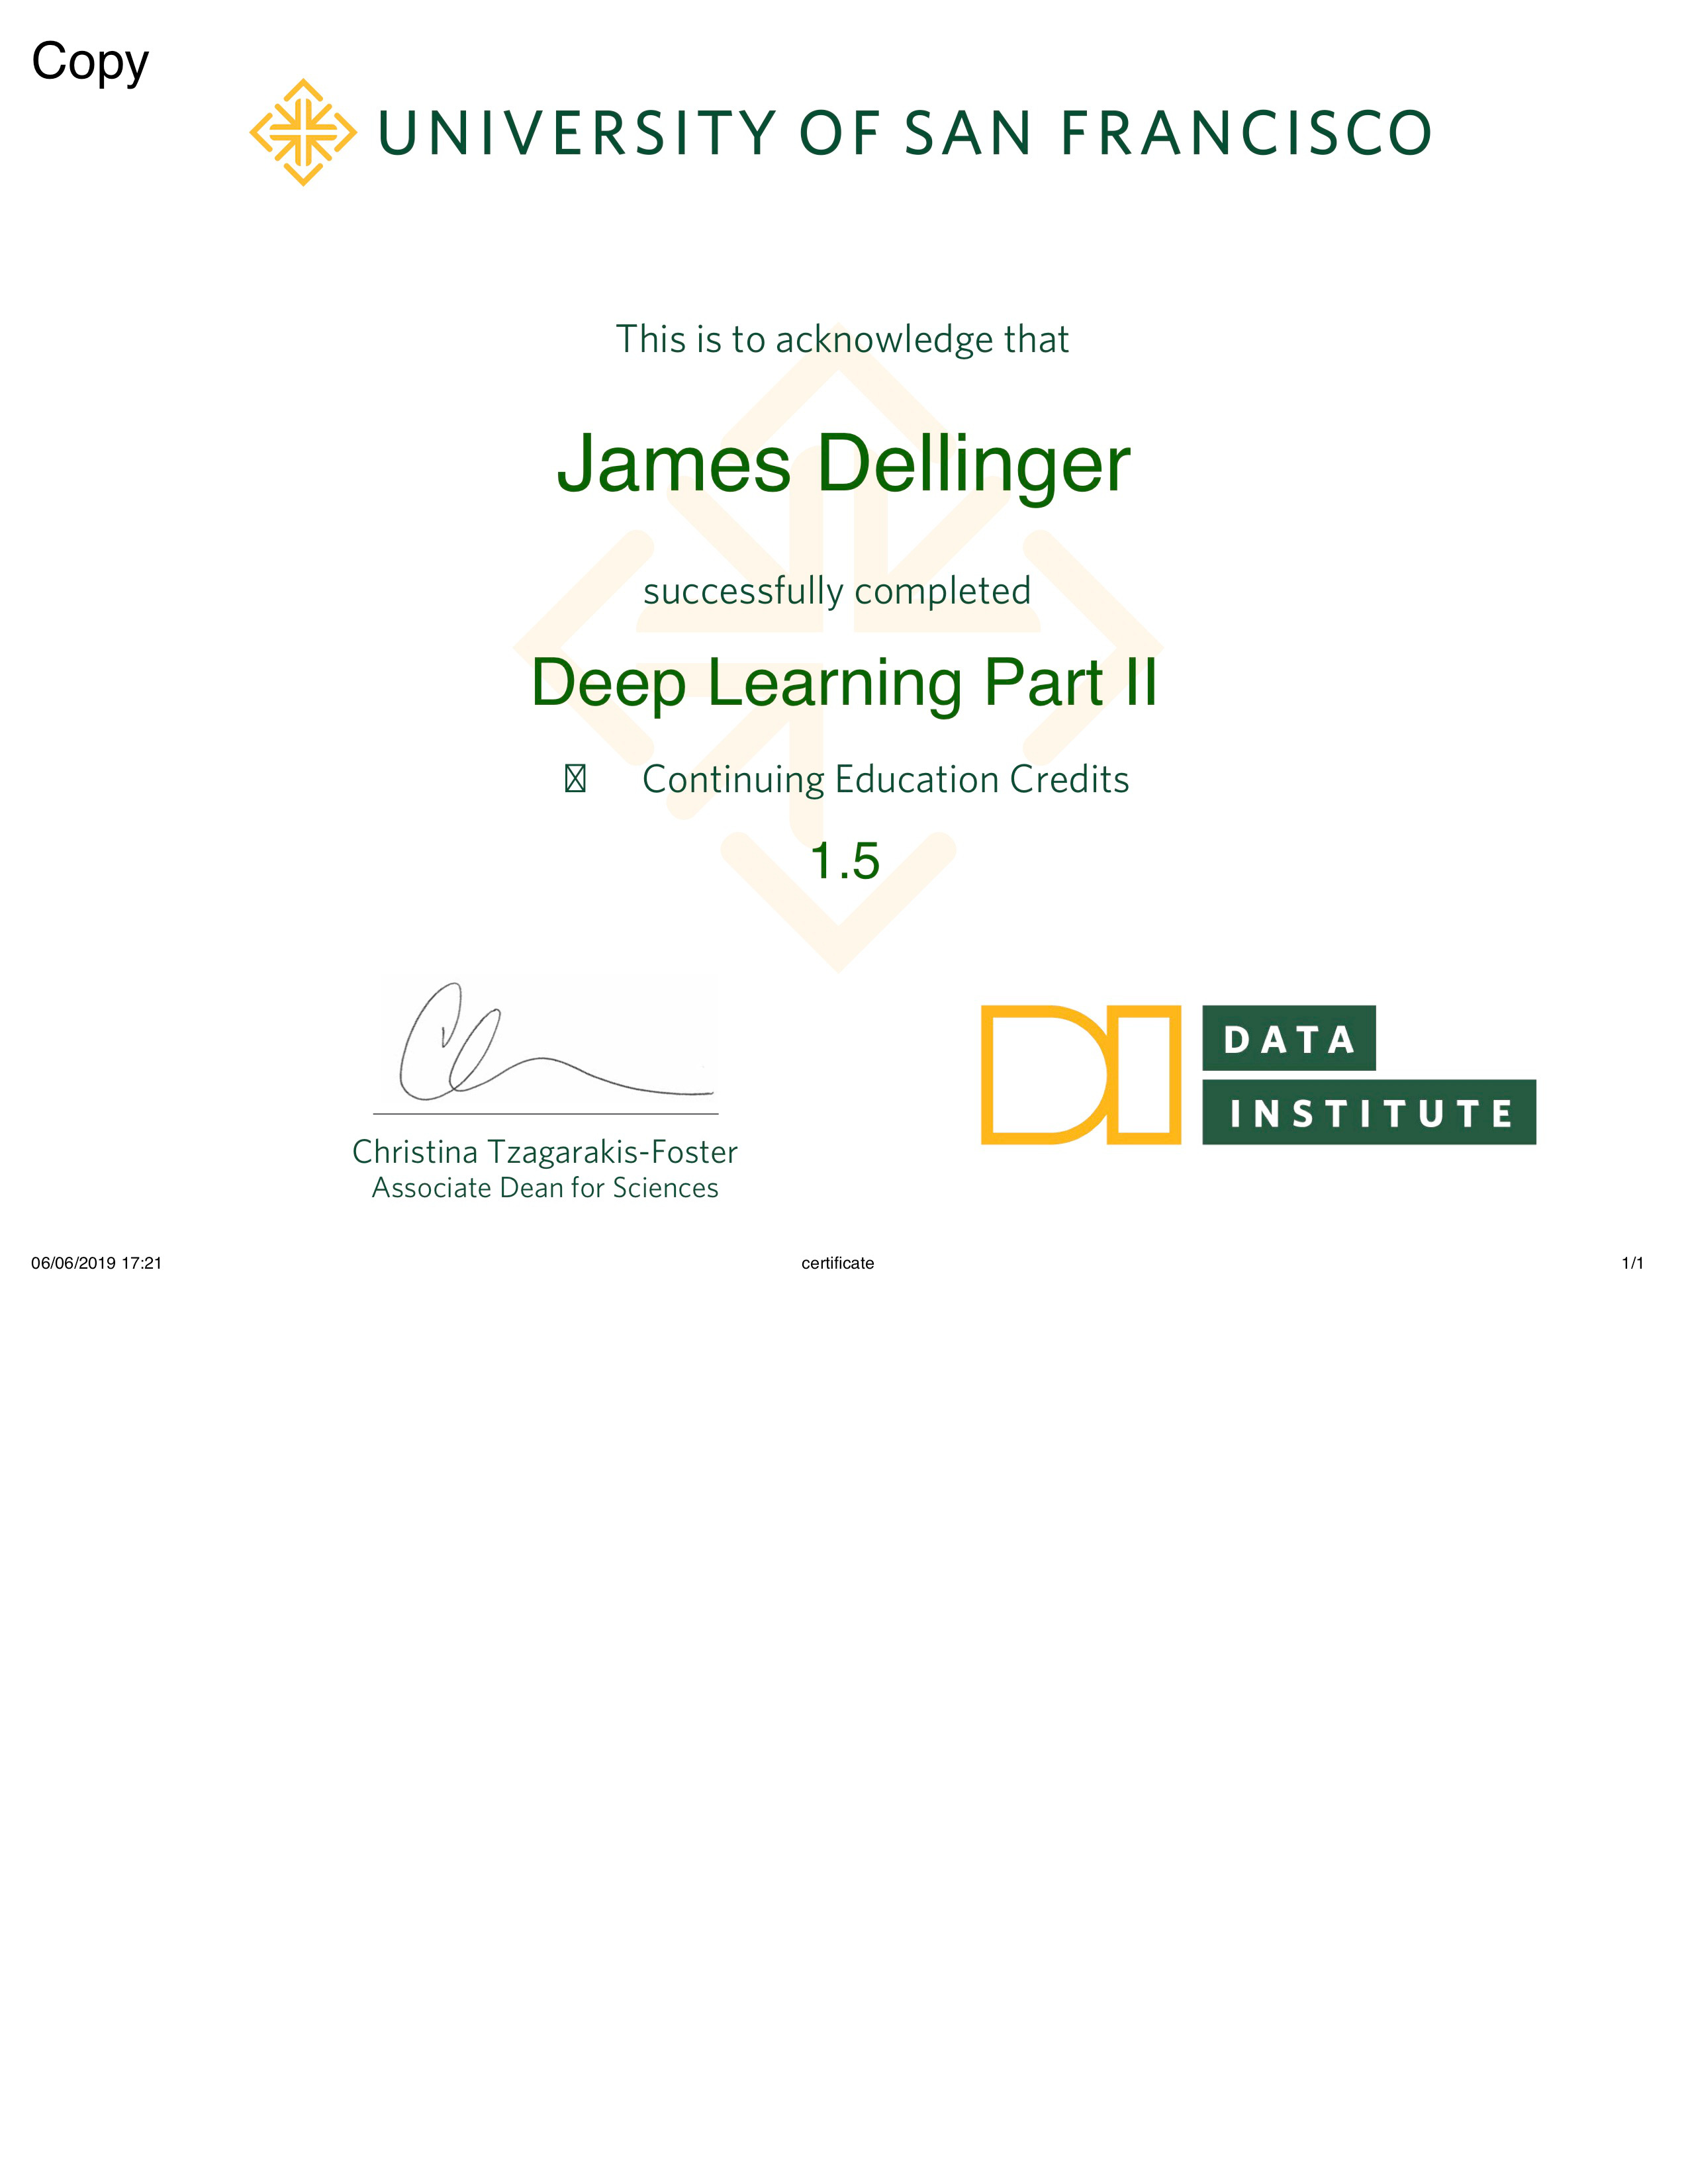 Copy
UNIVERSITY OF SAN FRANCISCO
This is to acknowledge that
James Dellinger
successfully completed
Deep Learning Part II
Continuing Education Credits
1.5
DI DATA
INSTITUTE
Christina Tzagarakis-Foster
Associate Dean for Sciences
06/06/2019 17:21 certificate 1/1